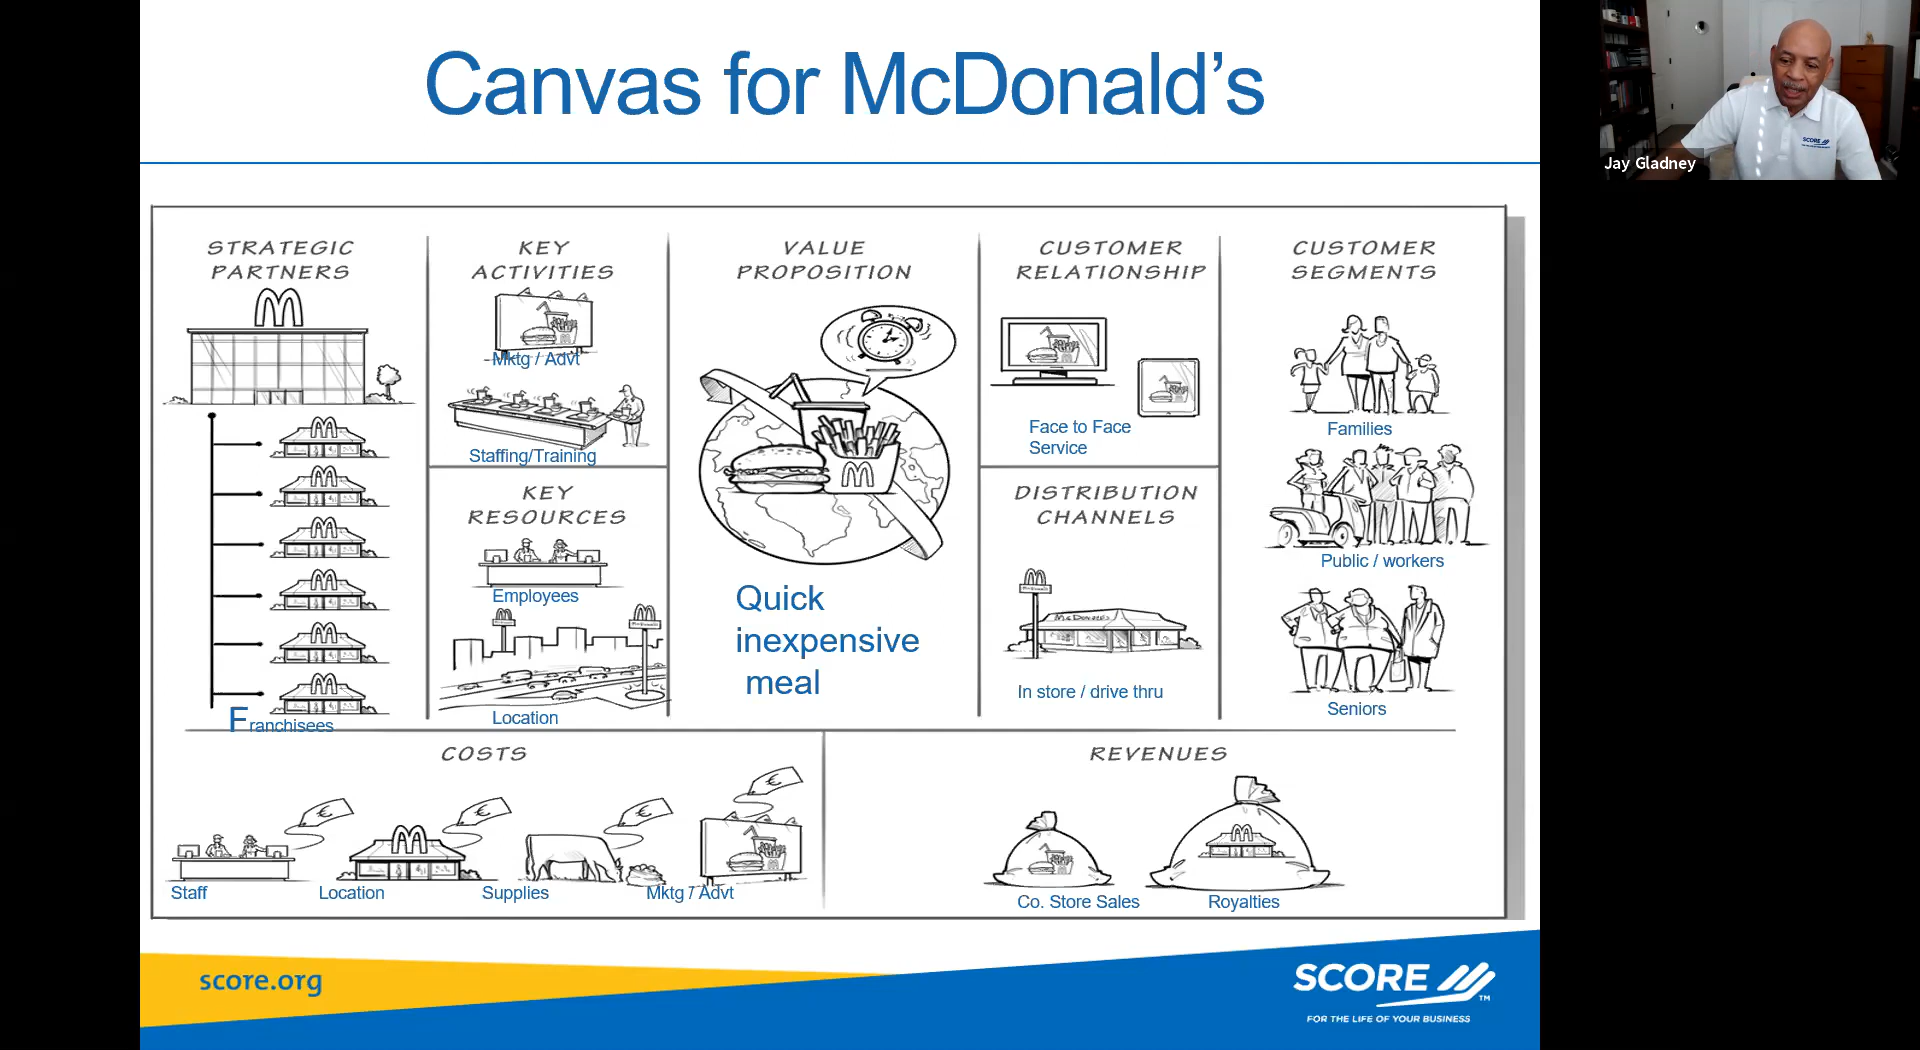 Canvas for McDonald's
Jay Gladney
SCORE
STRATEGIC
PARTNERS
Franchisees
KEY
ACTIVITIES
Mktg / Advt
Staffing/Training
KEY
RESOURCES
Employees
Location
VALUE
PROPOSITION
Quick
inexpensive
meal
CUSTOMER
RELATIONSHIP
Face to Face
Service
DISTRIBUTION
CHANNELS
McDonald's
In store / drive thru
CUSTOMER
SEGMENTS
Families
Public / workers
Seniors
COSTS
€
€
€
€
Staff
Location
Supplies
Mktg / Advt
REVENUES
Co. Store Sales
Royalties
score.org
SCORE
TM
FOR THE LIFE OF YOUR BUSINESS